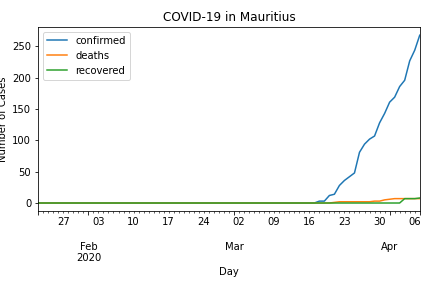 COVID-19 in Mauritius
confirmed
deaths
recovered
Number of Cases
250
200
150
100
50
0
27 03 10 17 24 02 09 16 23 30 06
Feb Mar Apr
2020
Day